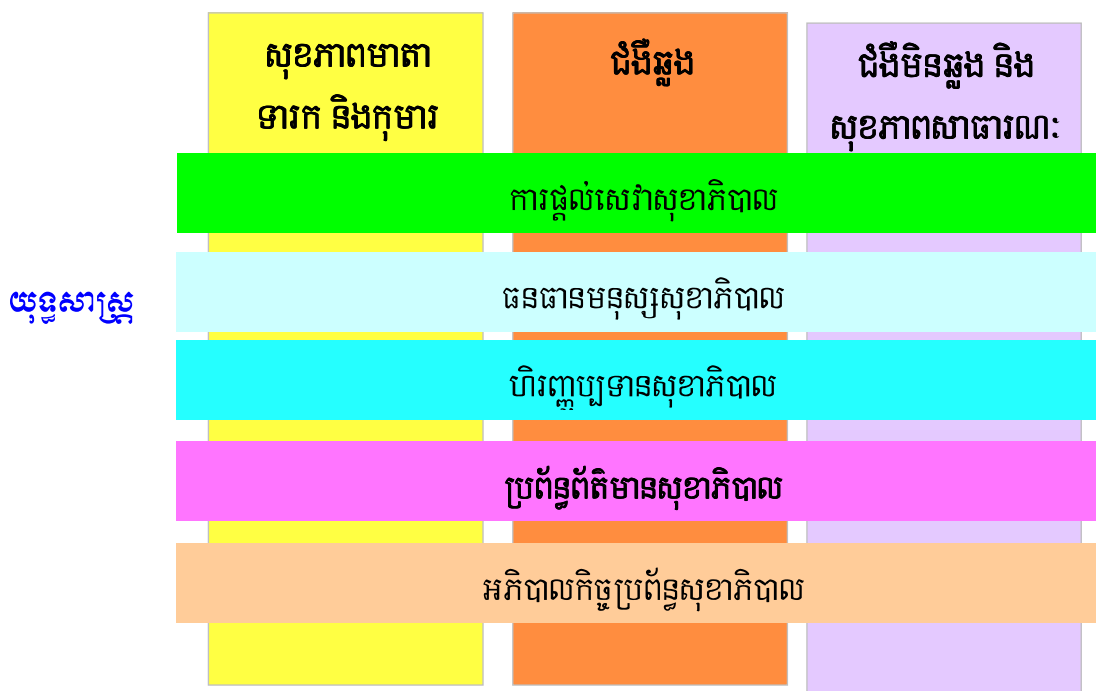 សុខភាពមាតា
ទារក និងកុមារ
ជំងឺឆ្លង
ជំងឺមិនឆ្លង និង
សុខភាពសាធារណៈ
ការផ្តល់សេវាសុខាភិបាល
យុទ្ធសាស្ត្រ
ធនធានមនុស្សសុខាភិបាល
ហិរញ្ញប្បទានសុខាភិបាល
ប្រព័ន្ធព័ត៌មានសុខាភិបាល
អភិបាលកិច្ចប្រព័ន្ធសុខាភិបាល